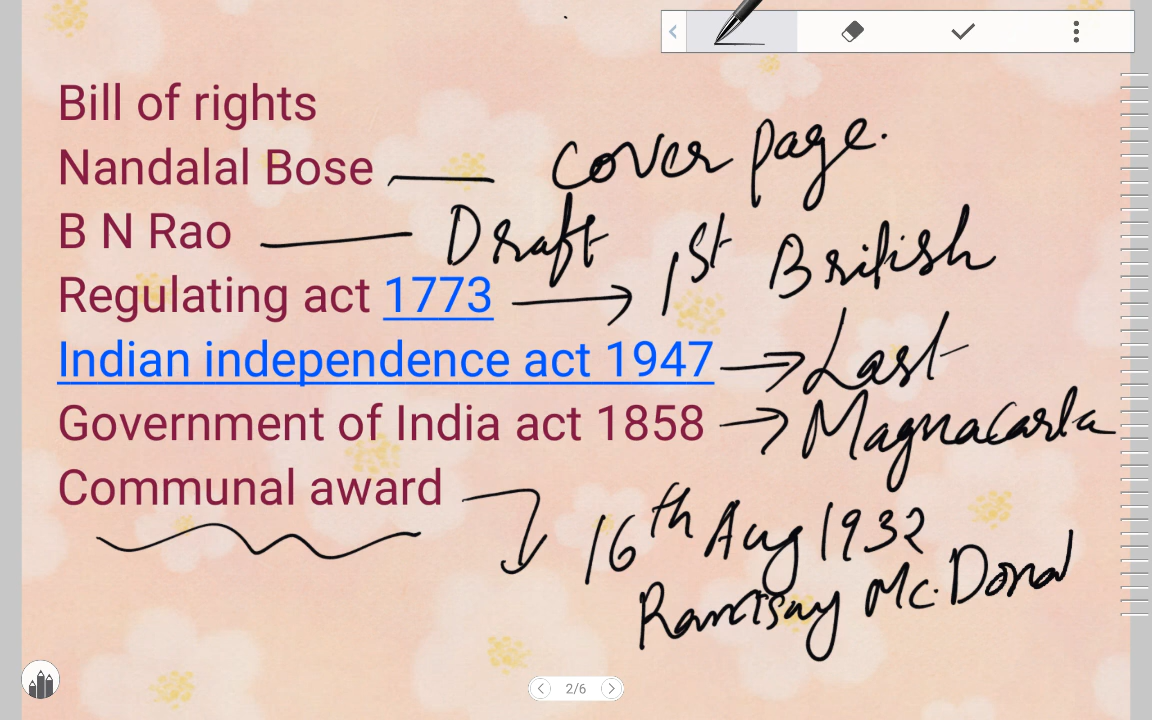 Bill of rights
Nandalal Bose — Cover page.
B N Rao — Draft
Regulating act 1773 → 1st British
Indian independence act 1947 → Last
Government of India act 1858 → Magnacarta
Communal award
16th Aug 1932
Ramsay Mc. Donal
2/6